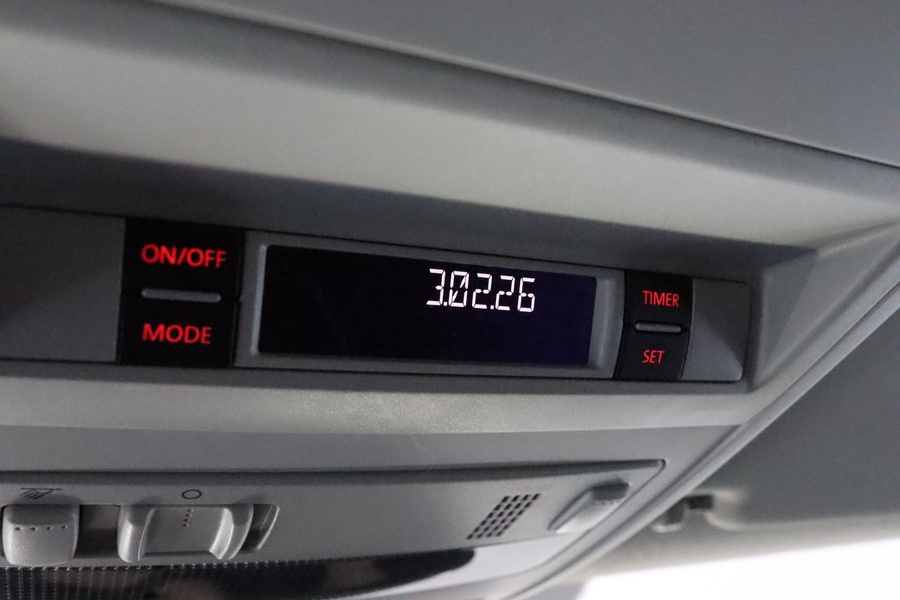 ON/OFF
MODE
3.02.26
TIMER
SET